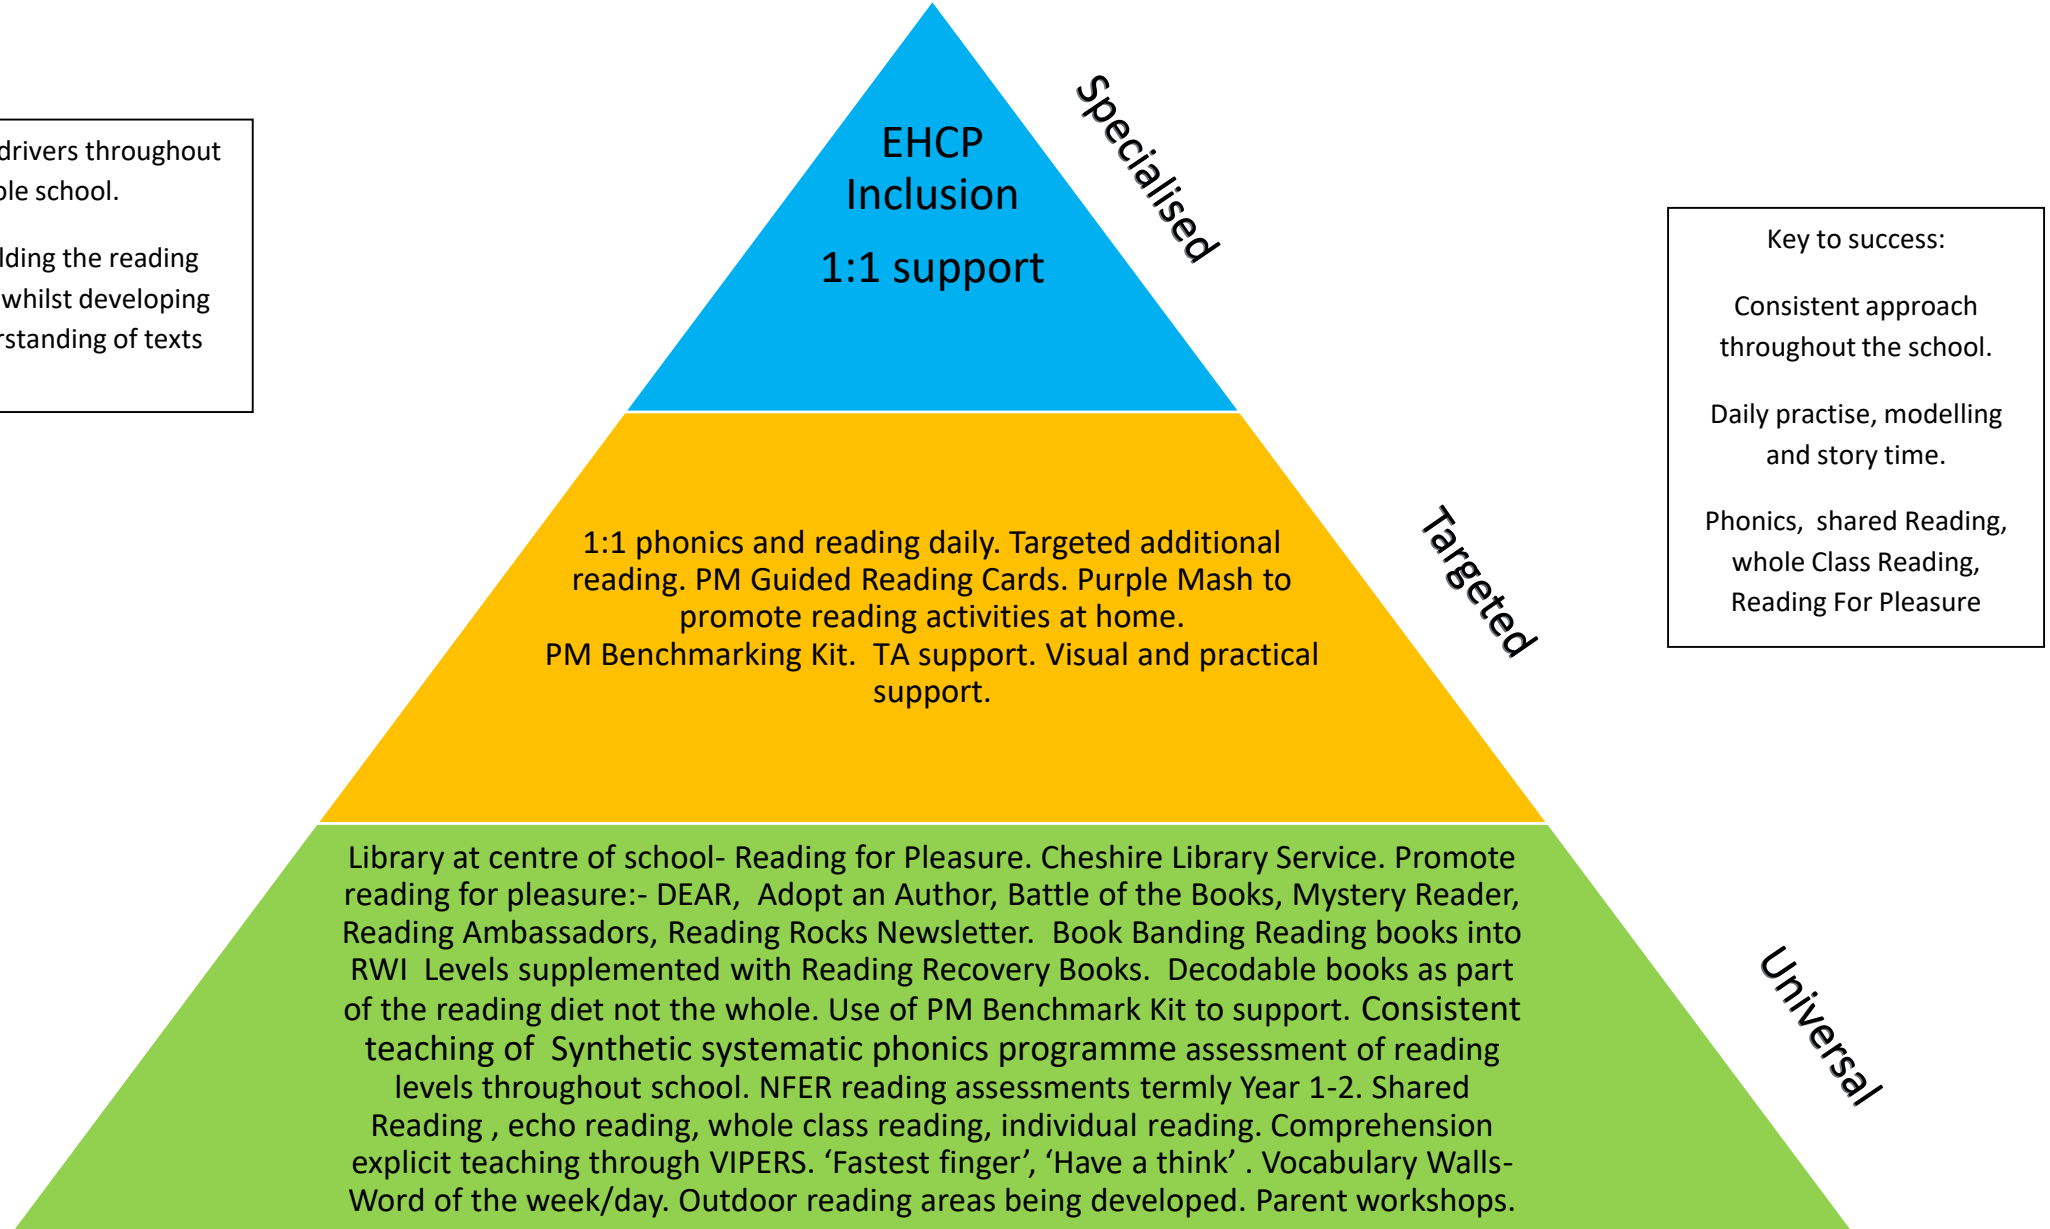 drivers throughout
school.
the reading
whilst developing
of texts
EHCP
Inclusion
1:1 support
Specialised
Key to success:
Consistent approach
throughout the school.
Daily practise, modelling
and story time.
Phonics, shared Reading,
whole Class Reading,
Reading For Pleasure
1:1 phonics and reading daily. Targeted additional
reading. PM Guided Reading Cards. Purple Mash to
promote reading activities at home.
PM Benchmarking Kit. TA support. Visual and practical
support.
Targeted
Library at centre of school- Reading for Pleasure. Cheshire Library Service. Promote
reading for pleasure:- DEAR, Adopt an Author, Battle of the Books, Mystery Reader,
Reading Ambassadors, Reading Rocks Newsletter. Book Banding Reading books into
RWI Levels supplemented with Reading Recovery Books. Decodable books as part
of the reading diet not the whole. Use of PM Benchmark Kit to support. Consistent
teaching of Synthetic systematic phonics programme assessment of reading
levels throughout school. NFER reading assessments termly Year 1-2. Shared
Reading , echo reading, whole class reading, individual reading. Comprehension
explicit teaching through VIPERS. ‘Fastest finger’, ‘Have a think’ . Vocabulary Walls-
Word of the week/day. Outdoor reading areas being developed. Parent workshops.
Universal